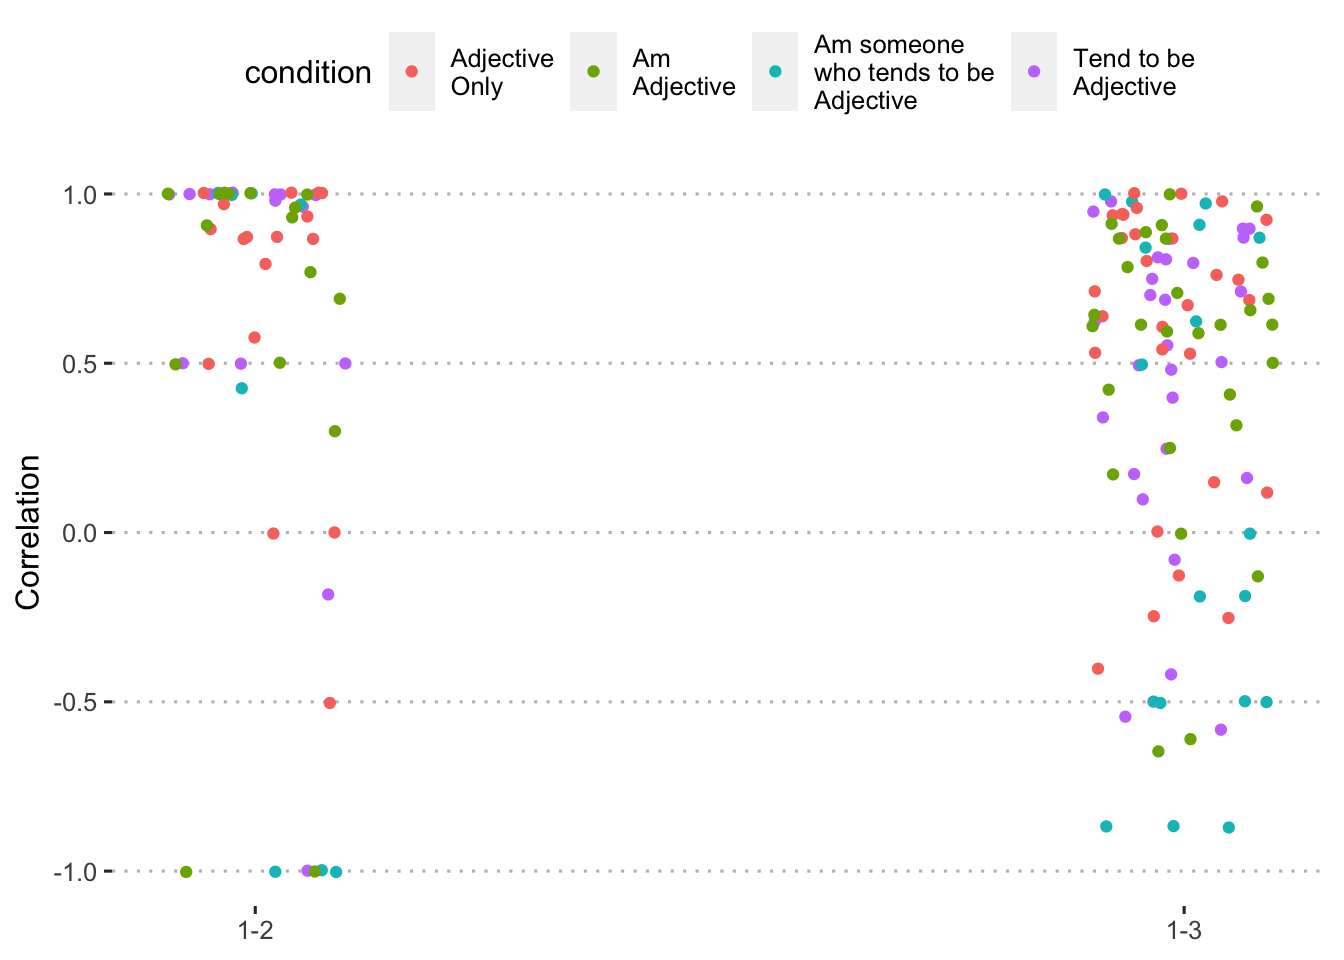 condition
Adjective
Only
Am
Adjective
Am someone
who tends to be
Adjective
Tend to be
Adjective
Correlation
1.0
0.5
0.0
-0.5
-1.0
1-2
1-3